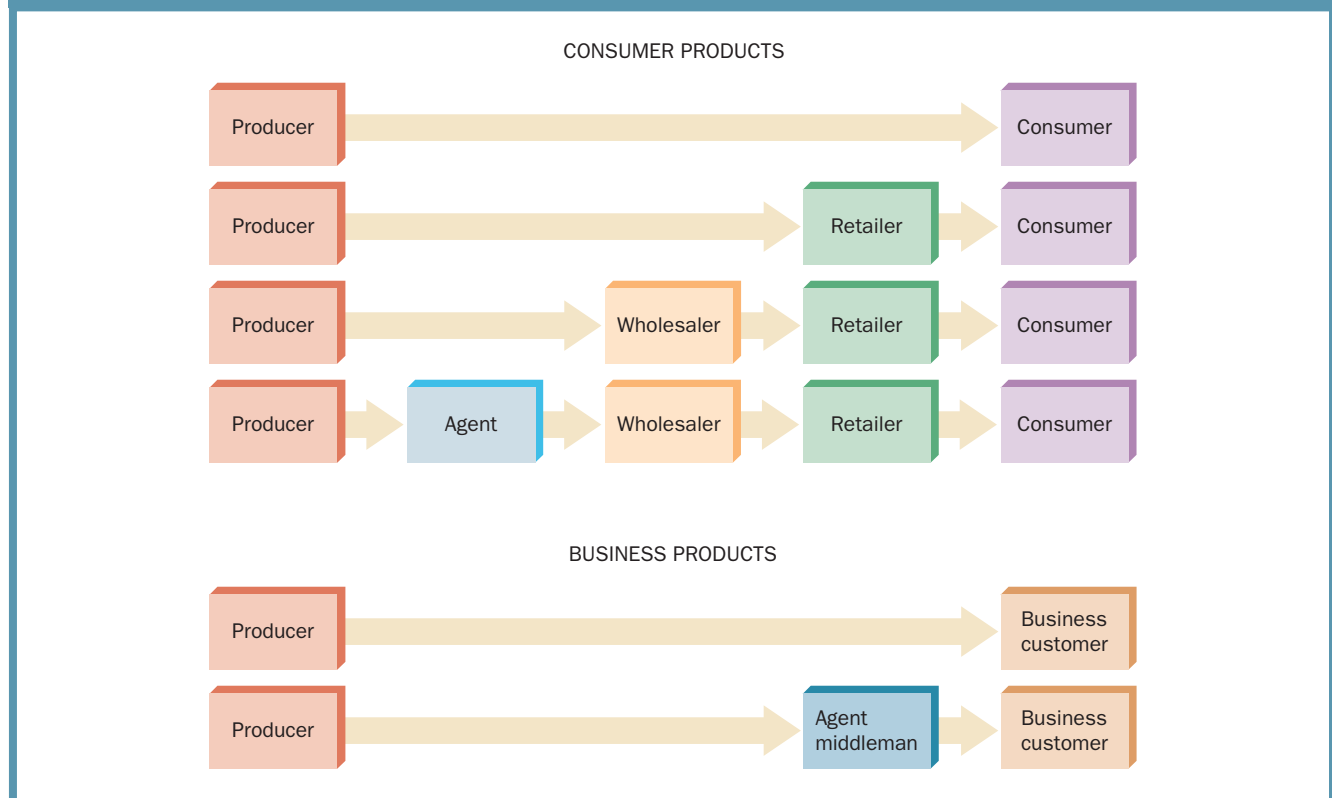 CONSUMER PRODUCTS
Producer
Consumer
Producer
Retailer
Consumer
Producer
Wholesaler
Retailer
Consumer
Producer
Agent
Wholesaler
Retailer
Consumer
BUSINESS PRODUCTS
Producer
Business
customer
Producer
Agent
middleman
Business
customer